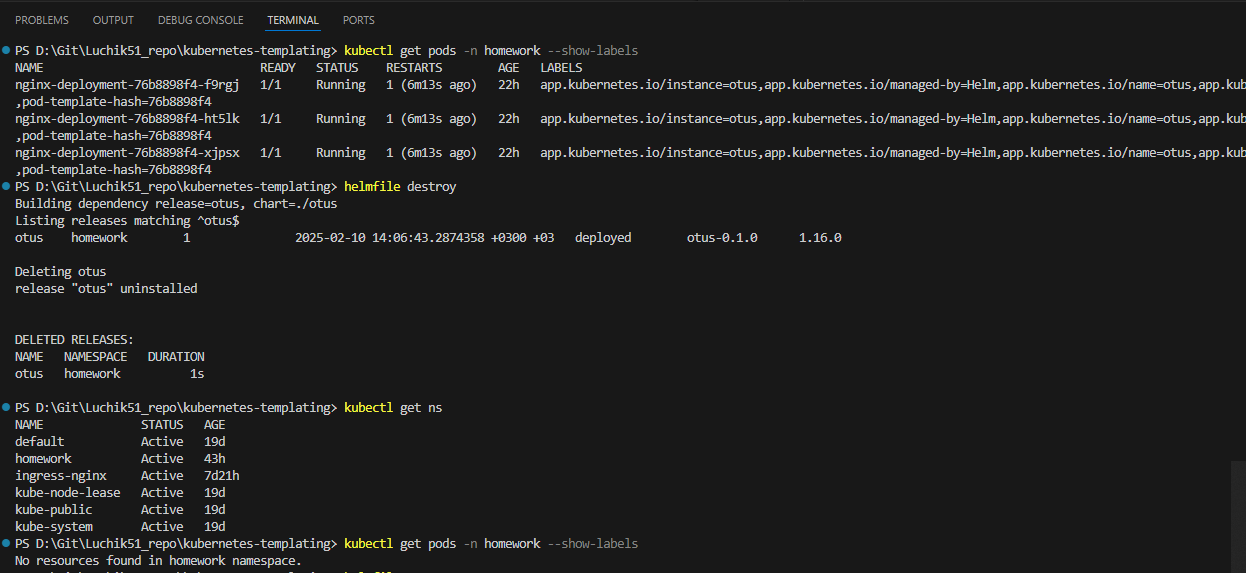 PROBLEMS OUTPUT DEBUG CONSOLE TERMINAL PORTS
PS D:\Git\Luchik51_repo\kubernetes-templating> kubectl get pods -n homework --show-labels
NAME READY STATUS RESTARTS AGE LABELS
nginx-deployment-76b8898f4-f9rgj 1/1 Running 1 (6m13s ago) 22h app.kubernetes.io/instance=otus,app.kubernetes.io/managed-by=Helm,app.kubernetes.io/name=otus,app.kub
,pod-template-hash=76b8898f4
nginx-deployment-76b8898f4-ht5lk 1/1 Running 1 (6m13s ago) 22h app.kubernetes.io/instance=otus,app.kubernetes.io/managed-by=Helm,app.kubernetes.io/name=otus,app.kub
,pod-template-hash=76b8898f4
nginx-deployment-76b8898f4-xjpsx 1/1 Running 1 (6m13s ago) 22h app.kubernetes.io/instance=otus,app.kubernetes.io/managed-by=Helm,app.kubernetes.io/name=otus,app.kub
,pod-template-hash=76b8898f4
PS D:\Git\Luchik51_repo\kubernetes-templating> helmfile destroy
Building dependency release=otus, chart=./otus
Listing releases matching ^otus$
otus homework 1 2025-02-10 14:06:43.2874358 +0300 +03 deployed otus-0.1.0 1.16.0
Deleting otus
release "otus" uninstalled
DELETED RELEASES:
NAME NAMESPACE DURATION
otus homework 1s
PS D:\Git\Luchik51_repo\kubernetes-templating> kubectl get ns
NAME STATUS AGE
default Active 19d
homework Active 43h
ingress-nginx Active 7d21h
kube-node-lease Active 19d
kube-public Active 19d
kube-system Active 19d
PS D:\Git\Luchik51_repo\kubernetes-templating> kubectl get pods -n homework --show-labels
No resources found in homework namespace.